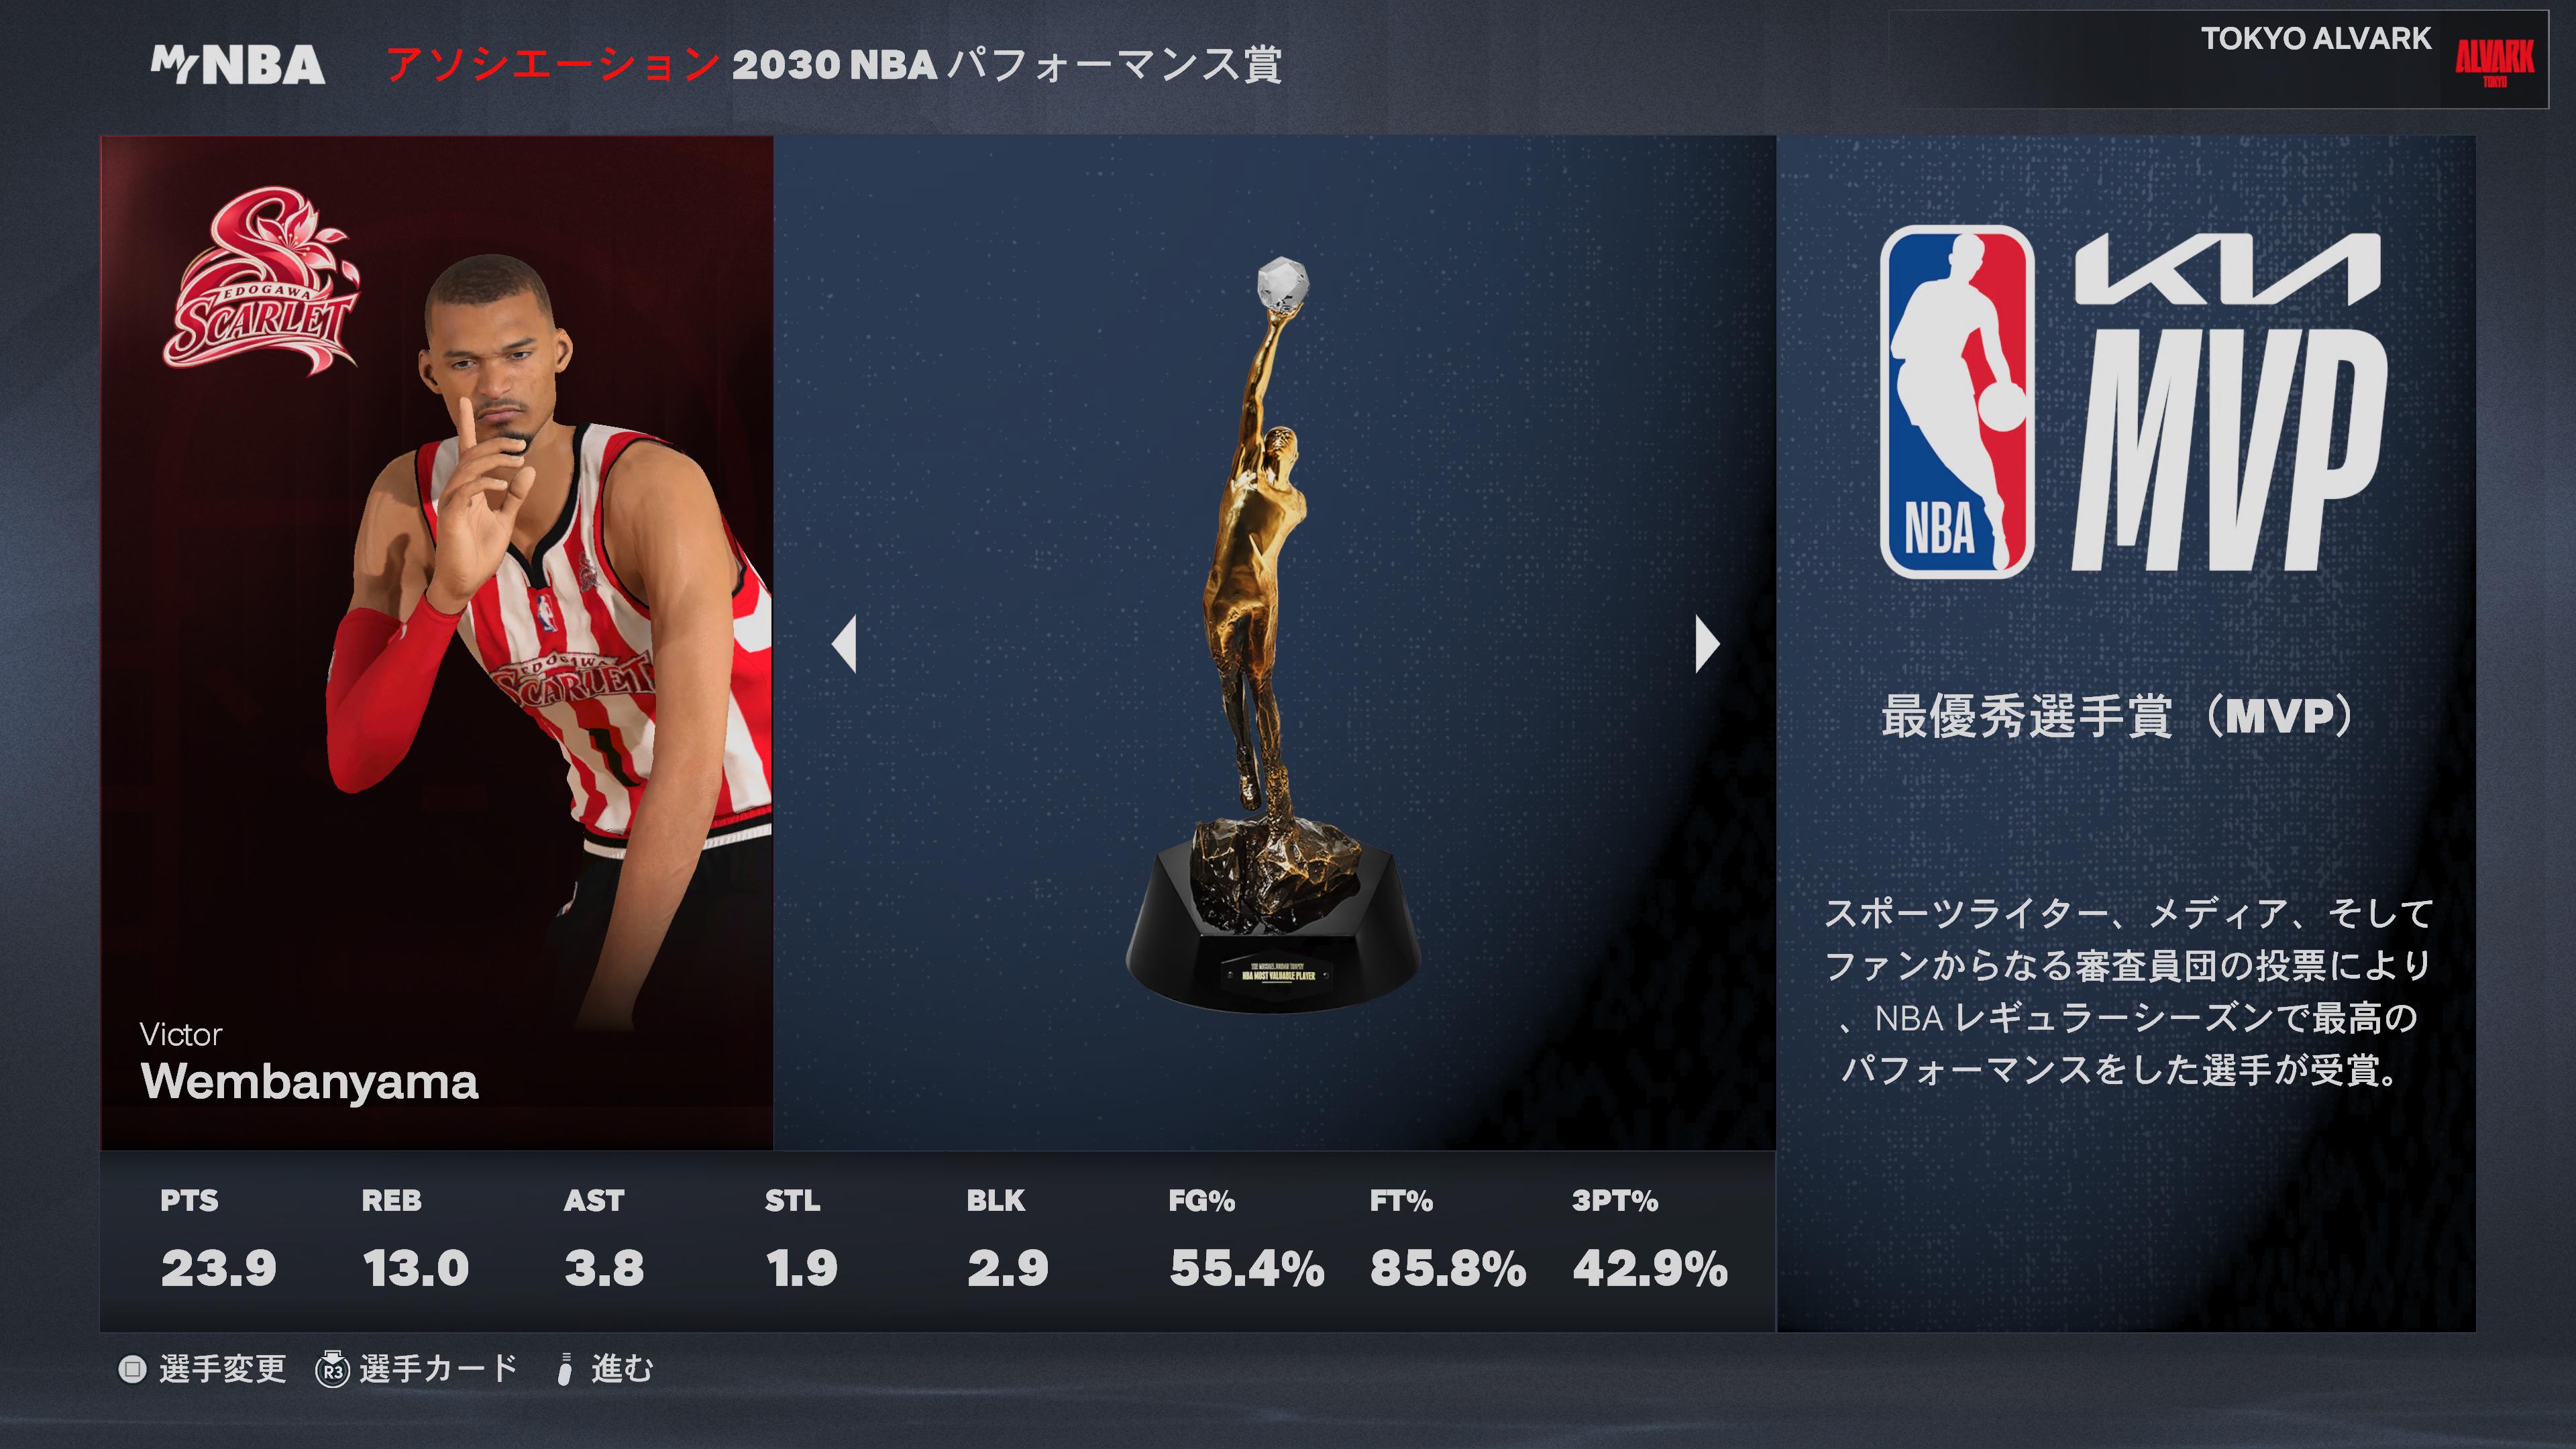 MyNBA アソシエーション 2030 NBA パフォーマンス賞
TOKYO ALVARK
ALVARK
TOKYO
EDOGAWA
SCARLET
EDOGAWA
SCARLET
Victor
Wembanyama
NBA MOST VALUABLE PLAYER
NBA
KIA
MVP
最優秀選手賞（MVP）
スポーツライター、メディア、そして
ファンからなる審査員団の投票により
、NBA レギュラーシーズンで最高の
パフォーマンスをした選手が受賞。
PTS REB AST STL BLK FG% FT% 3PT%
23.9 13.0 3.8 1.9 2.9 55.4% 85.8% 42.9%
選手変更 R3 選手カード 進む